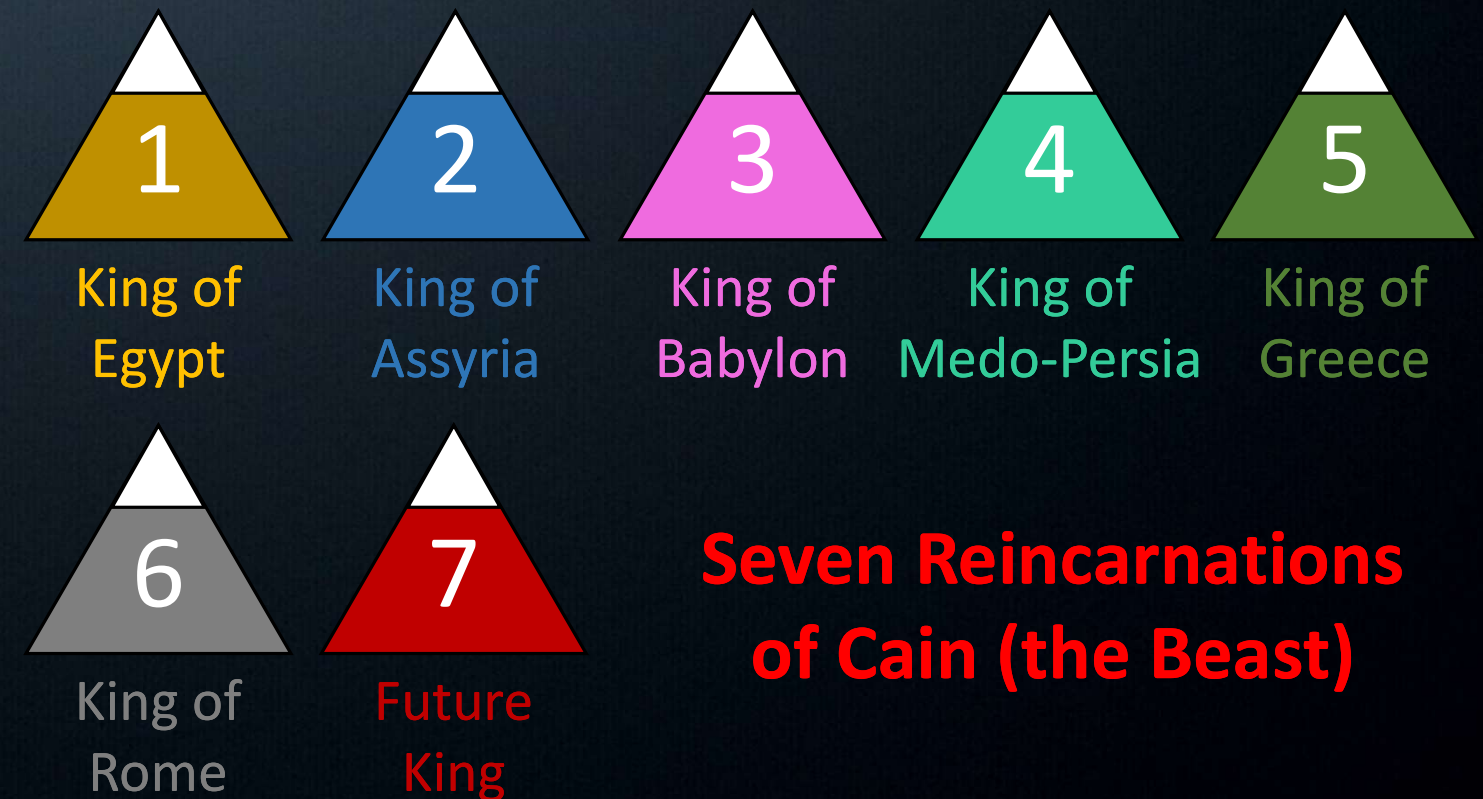 1
2
3
4
5
King of
Egypt
King of
Assyria
King of
Babylon
King of
Medo-Persia
King of
Greece
6
7
King of
Rome
Future
King
Seven Reincarnations
of Cain (the Beast)